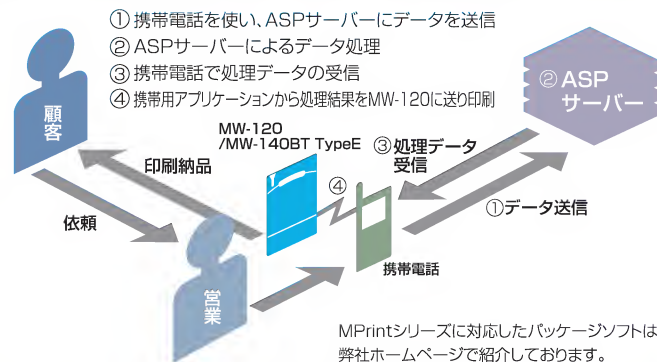 ① 携帯電話を使い、ASPサーバーにデータを送信
② ASPサーバーによるデータ処理
③ 携帯電話で処理データの受信
④ 携帯用アプリケーションから処理結果をMW-120に送り印刷
顧客
② ASP
サーバー
MW-120
/MW-140BT TypeE
③処理データ
受信
印刷納品
④
依頼
①データ送信
携帯電話
営業
MPrintシリーズに対応したパッケージソフトは
弊社ホームページで紹介しております。